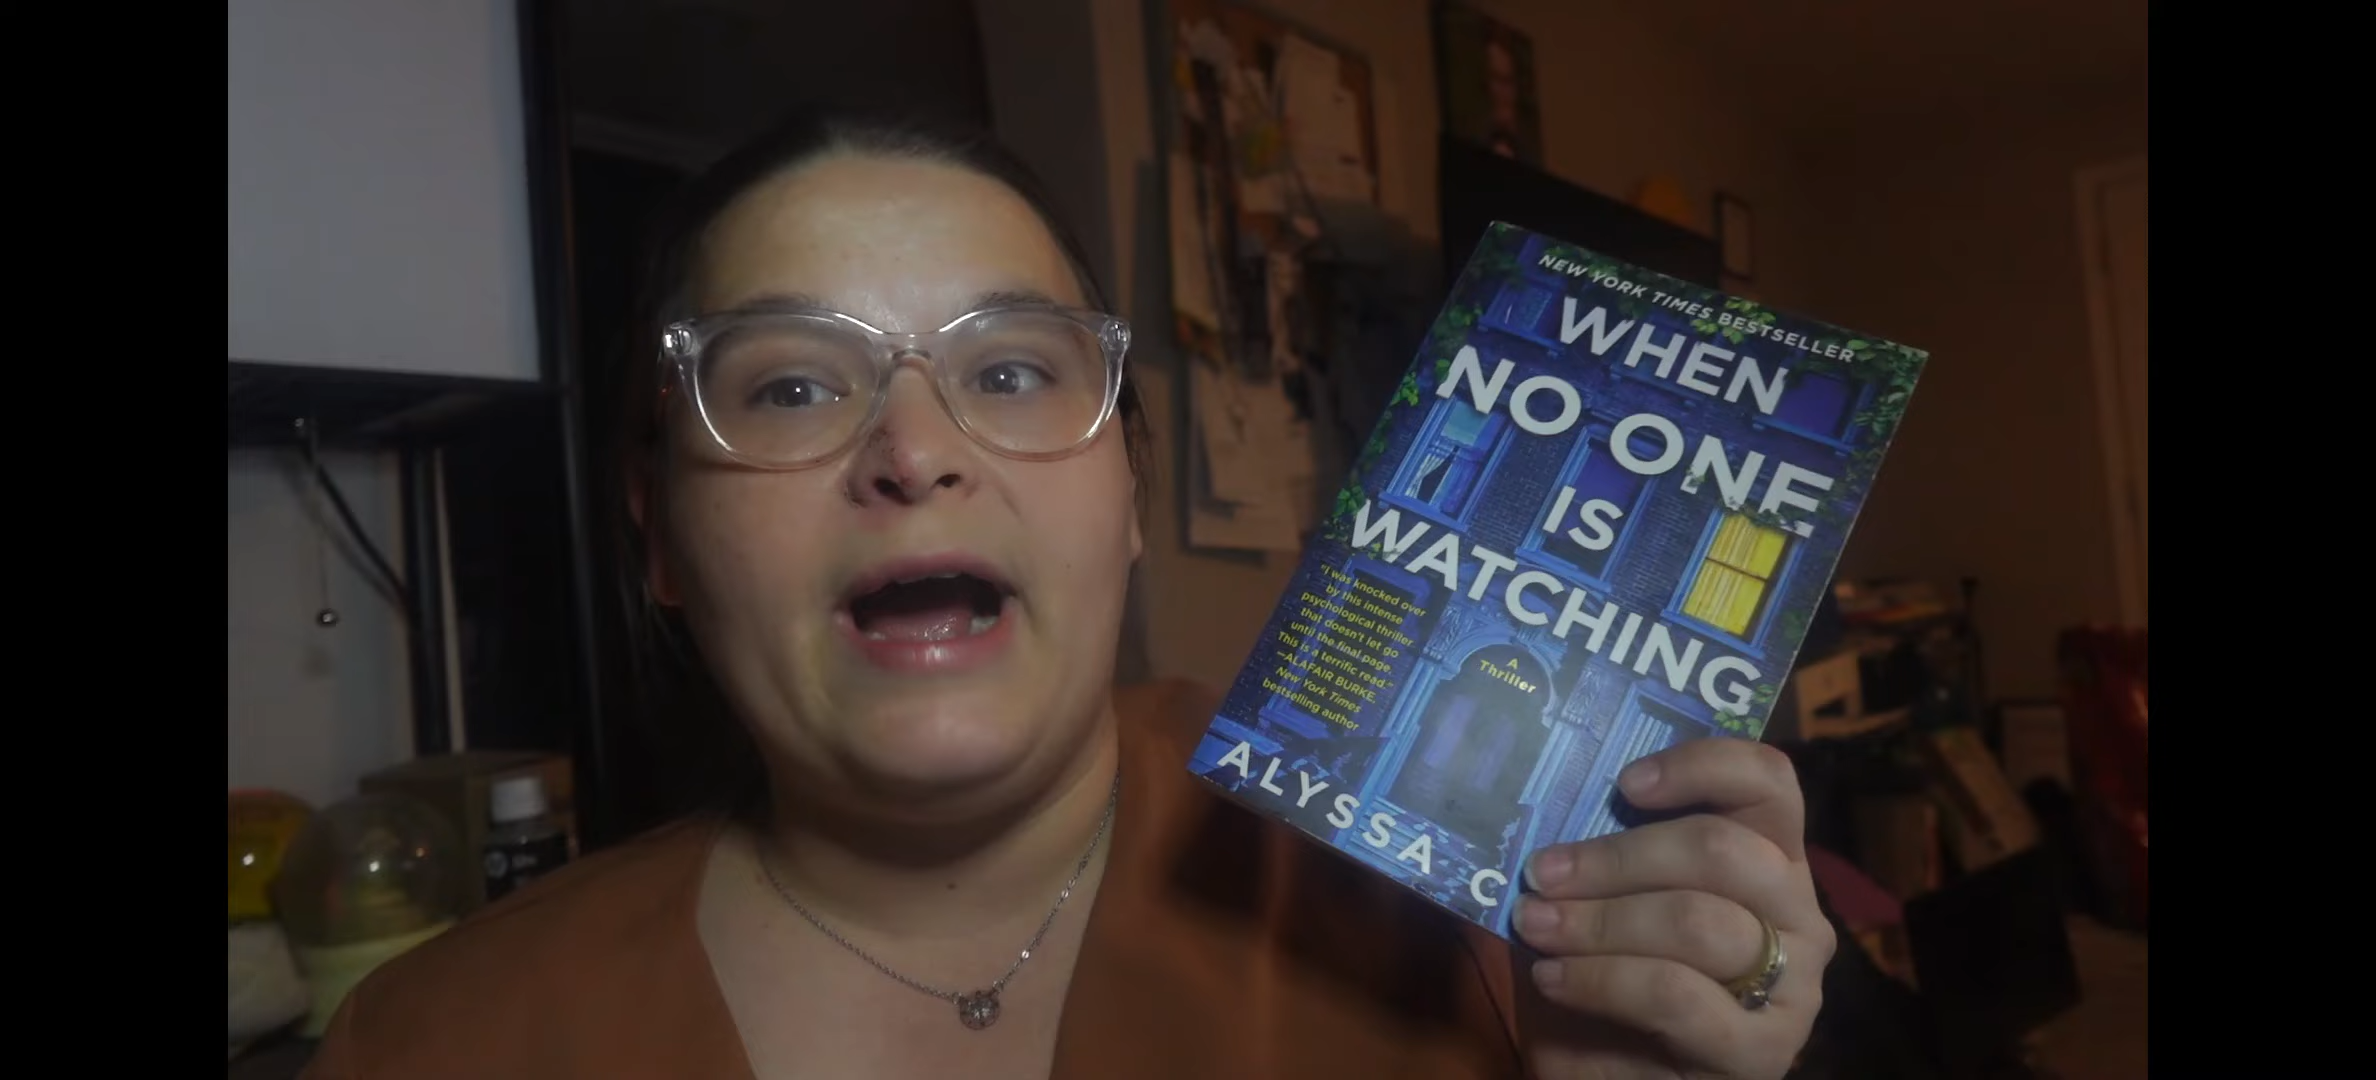 NEW YORK TIMES BESTSELLER
WHEN
NO ONE
IS
WATCHING
"I was knocked over
by this intense
psychological thriller
that doesn't let go
until the final page.
This is a terrific read."
—ALAFAIR BURKE,
New York Times
bestselling author
A
Thriller
ALYSSA C